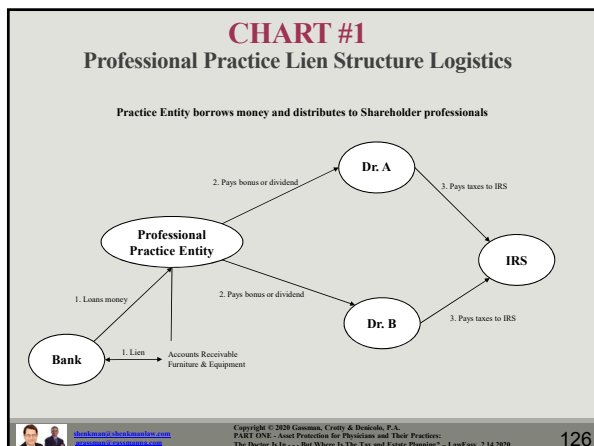 CHART #1
Professional Practice Lien Structure Logistics
Practice Entity borrows money and distributes to Shareholder professionals
Dr. A
2. Pays bonus or dividend
3. Pays taxes to IRS
Professional
Practice Entity
IRS
1. Loans money
2. Pays bonus or dividend
3. Pays taxes to IRS
Dr. B
Bank
1. Lien
Accounts Receivable
Furniture & Equipment
shenkman@shenkmanlaw.com
agassman@gassmanpa.com
Copyright © 2020 Gassman, Crotty & Denicolo, P.A.
PART ONE - Asset Protection for Physicians and Their Practices:
The Doctor Is In - - - But Where Is The Tax and Estate Planning? – LawEasy 2.14.2020
126